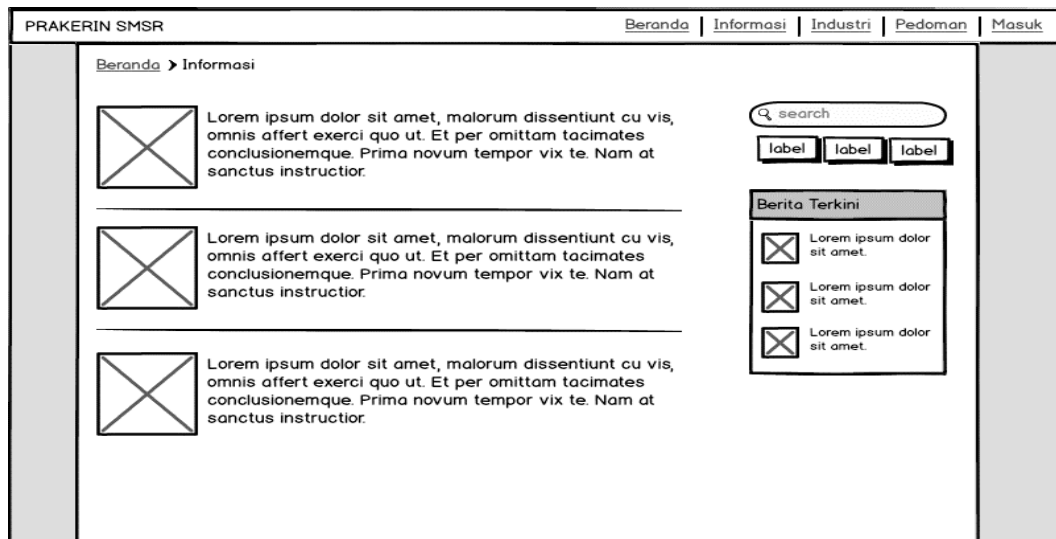 PRAKERIN SMSR
Beranda
Informasi
Industri
Pedoman
Masuk
Beranda > Informasi
Lorem ipsum dolor sit amet, malorum dissentiunt cu vis,
omnis affert exerci quo ut. Et per omittam tacimates
conclusionemque. Prima novum tempor vix te. Nam at
sanctus instructior.
Lorem ipsum dolor sit amet, malorum dissentiunt cu vis,
omnis affert exerci quo ut. Et per omittam tacimates
conclusionemque. Prima novum tempor vix te. Nam at
sanctus instructior.
Lorem ipsum dolor sit amet, malorum dissentiunt cu vis,
omnis affert exerci quo ut. Et per omittam tacimates
conclusionemque. Prima novum tempor vix te. Nam at
sanctus instructior.
search
label
label
label
Berita Terkini
Lorem ipsum dolor
sit amet.
Lorem ipsum dolor
sit amet.
Lorem ipsum dolor
sit amet.